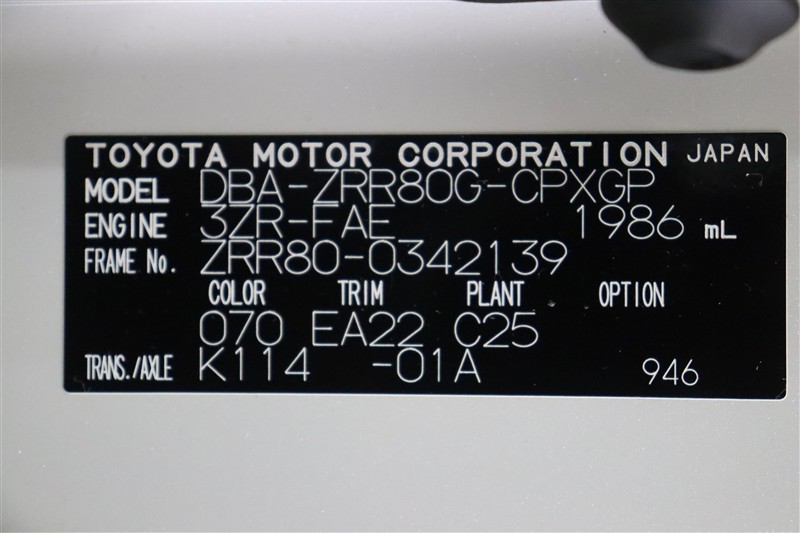 TOYOTA MOTOR CORPORATION JAPAN
MODEL DBA-ZRR80G-CPXGP
ENGINE 3ZR-FAE 1986 mL
FRAME No. ZRR80-0342139
COLOR TRIM PLANT OPTION
070 EA22 C25
TRANS./AXLE K114 -01A 946